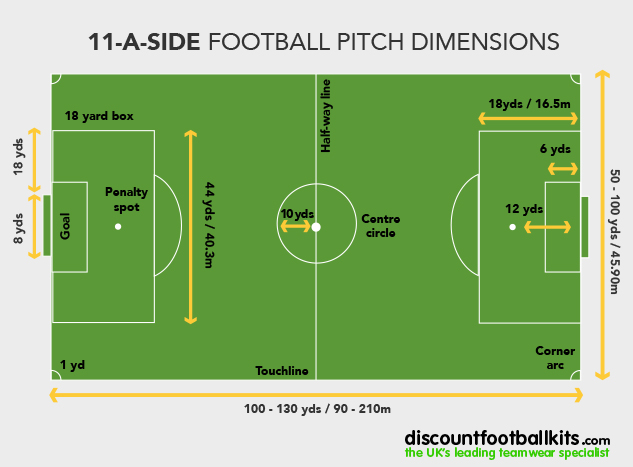 11-A-SIDE FOOTBALL PITCH DIMENSIONS
18 yard box
Half-way line
18yds / 16.5m
18 yds
6 yds
Penalty
spot
44 yds / 40.3m
10yds
Centre
circle
12 yds
50 - 100 yds / 45.90m
8 yds
Goal
1 yd
Touchline
Corner
arc
100 - 130 yds / 90 - 210m
discountfootballkits.com
the UK's leading teamwear specialist